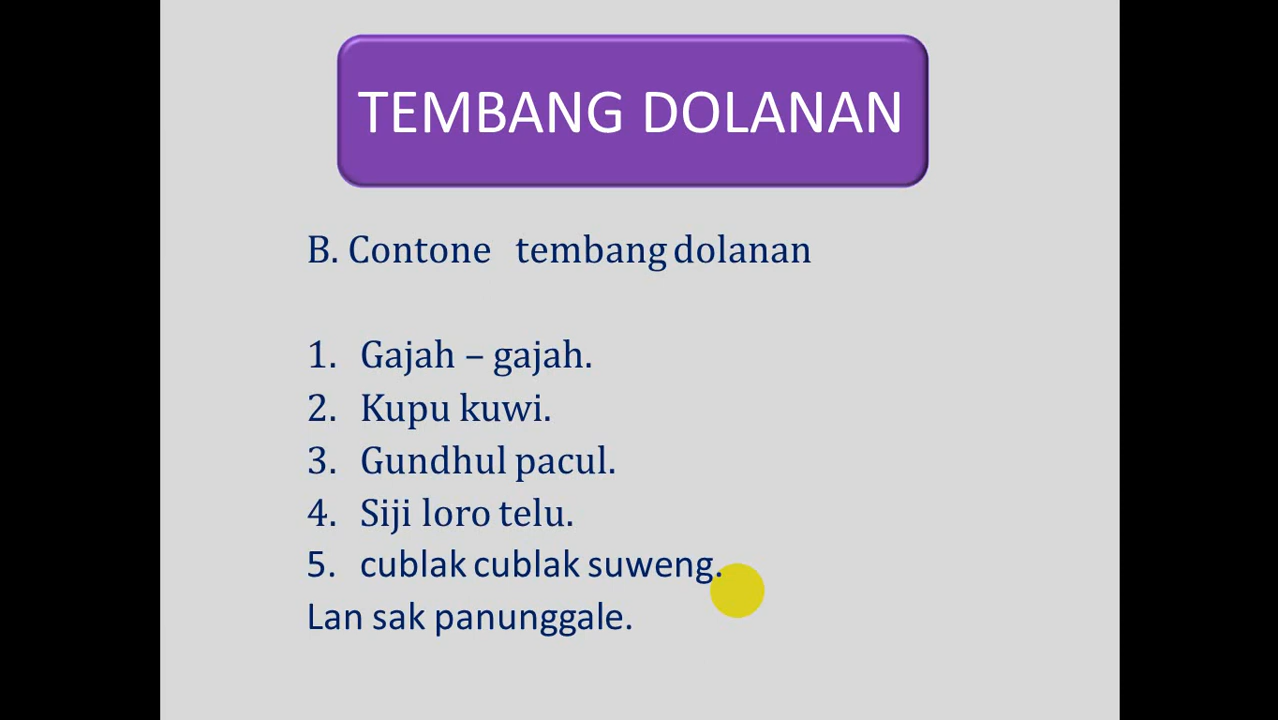 TEMBANG DOLANAN
B. Contone tembang dolanan
1. Gajah – gajah.
2. Kupu kuwi.
3. Gundhul pacul.
4. Siji loro telu.
5. cublak cublak suweng.
Lan sak panunggale.